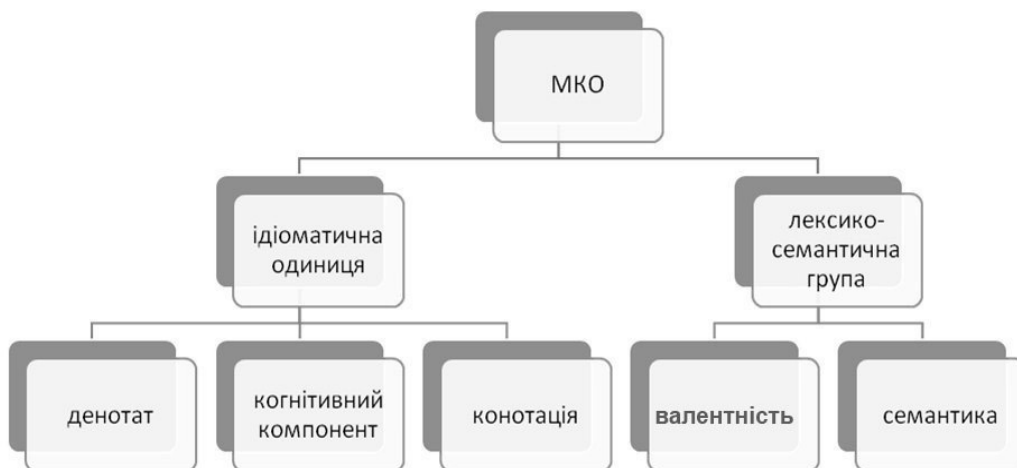 МКО
ідіоматична
одиниця
лексико-
семантична
група
денотат
когнітивний
компонент
конотація
валентність
семантика